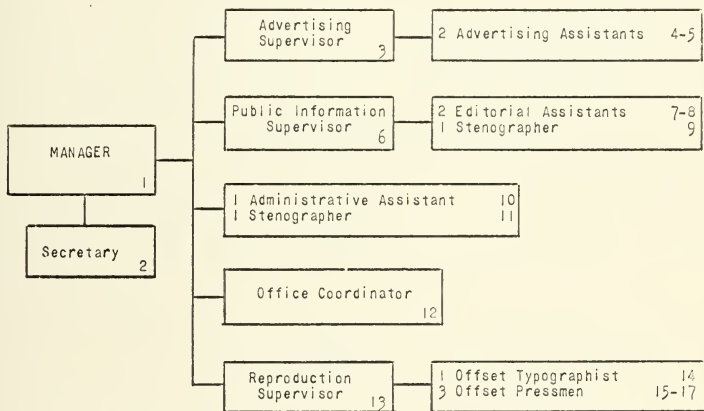 Advertising
Supervisor 3
2 Advertising Assistants 4-5
Public Information
Supervisor 6
2 Editorial Assistants 7-8
1 Stenographer 9
MANAGER
1
Secretary 2
1 Administrative Assistant 10
1 Stenographer 11
Office Coordinator
12
Reproduction
Supervisor 13
1 Offset Typographist 14
3 Offset Pressmen 15-17